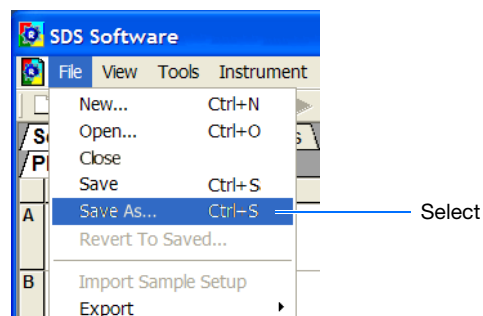 SDS Software
File View Tools Instrument
New... Ctrl+N
Open... Ctrl+O
Close
Save Ctrl+S
Save As... Ctrl+S
Select
Revert To Saved...
Import Sample Setup
Export
A
B